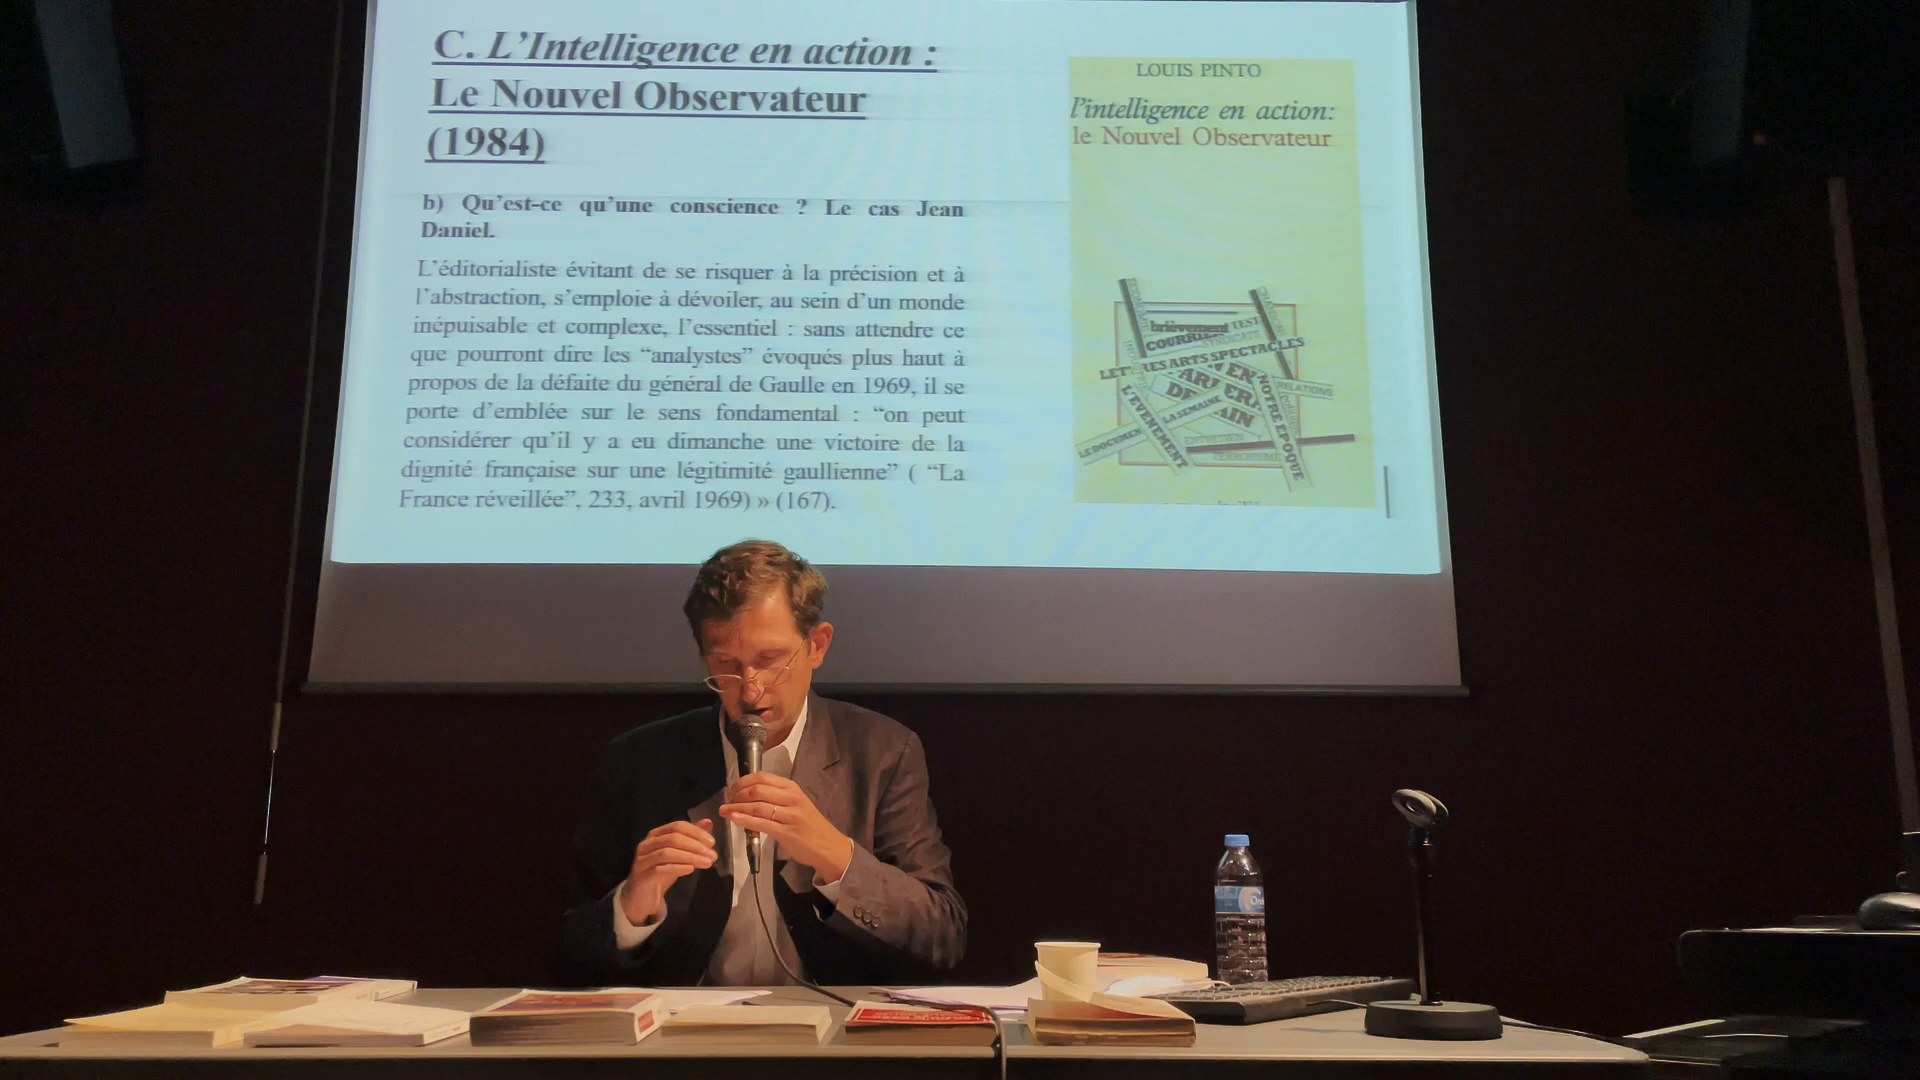 C. L'Intelligence en action :
Le Nouvel Observateur
(1984)
b) Qu'est-ce qu'une conscience ? Le cas Jean
Daniel.
L'éditorialiste évitant de se risquer à la précision et à
l'abstraction, s'emploie à dévoiler, au sein d'un monde
inépuisable et complexe, l'essentiel : sans attendre ce
que pourront dire les “analystes” évoqués plus haut à
propos de la défaite du général de Gaulle en 1969, il se
porte d'emblée sur le sens fondamental : “on peut
considérer qu'il y a eu dimanche une victoire de la
dignité française sur une légitimité gaullienne” ( “La
France réveillée”, 233, avril 1969) » (167).
LOUIS PINTO
l'intelligence en action:
le Nouvel Observateur
brièvement
TEST
SYNDICATS
ARTS SPECTACLES
RELATIONS
L'EVENEMENT
LA SEMAINE
NOTRE EPOQUE
ENTRETIEN
TERRORISME